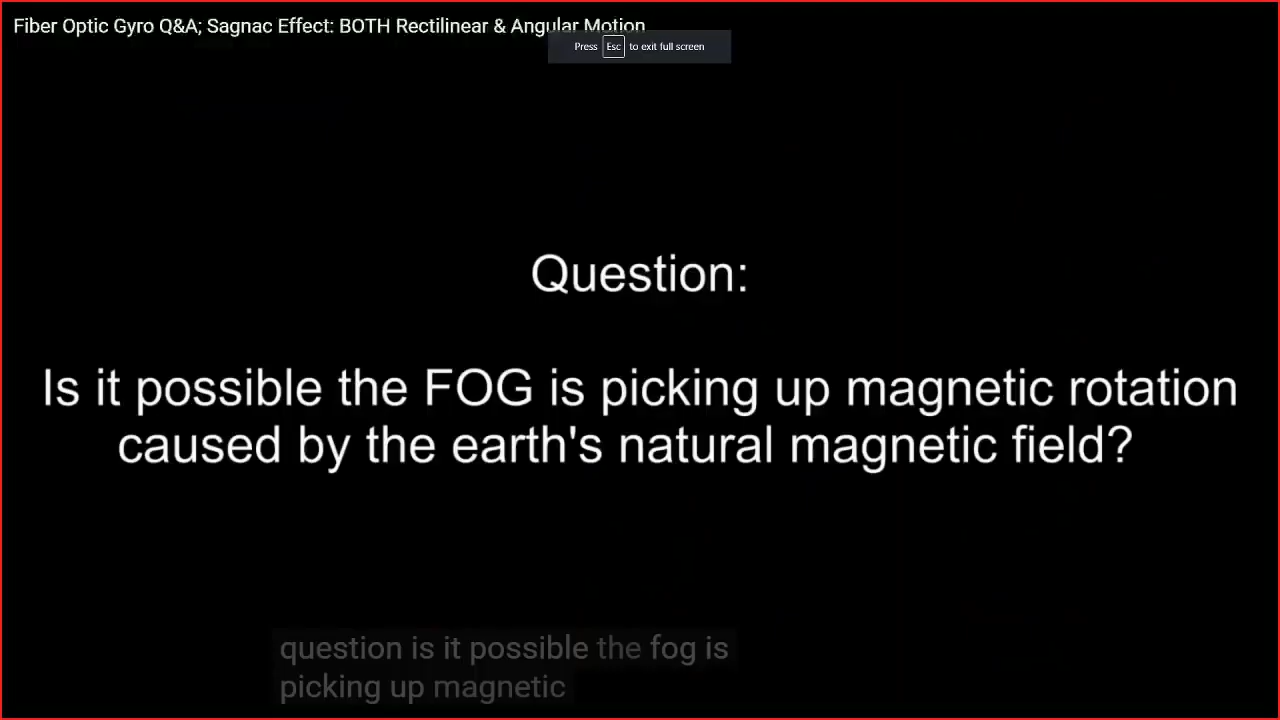 Fiber Optic Gyro Q&A; Sagnac Effect: BOTH Rectilinear & Angular Motion
Press Esc to exit full screen
Question:
Is it possible the FOG is picking up magnetic rotation
caused by the earth's natural magnetic field?
question is it possible the fog is
picking up magnetic